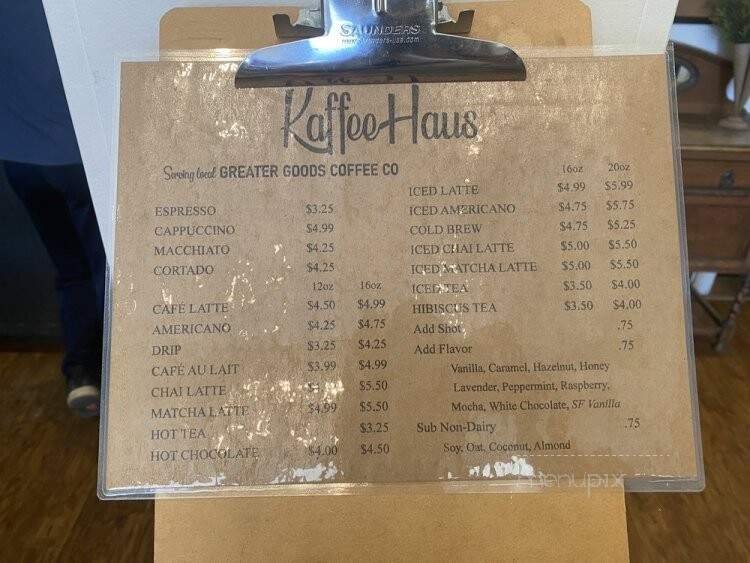 SAUNDERS
www.saunders-usa.com
Kaffee Haus
Serving local GREATER GOODS COFFEE CO
ESPRESSO $3.25
CAPPUCCINO $4.99
MACCHIATO $4.25
CORTADO $4.25
12oz 16oz
CAFÉ LATTE $4.50 $4.99
AMERICANO $4.25 $4.75
DRIP $3.25 $4.25
CAFÉ AU LAIT $3.99 $4.99
CHAI LATTE $5.50
MATCHA LATTE $4.99 $5.50
HOT TEA $3.25
HOT CHOCOLATE $4.00 $4.50
16oz 20oz
ICED LATTE $4.99 $5.99
ICED AMERICANO $4.75 $5.75
COLD BREW $4.75 $5.25
ICED CHAI LATTE $5.00 $5.50
ICED MATCHA LATTE $5.00 $5.50
ICED TEA $3.50 $4.00
HIBISCUS TEA $3.50 $4.00
Add Shot .75
Add Flavor .75
Vanilla, Caramel, Hazelnut, Honey
Lavender, Peppermint, Raspberry,
Mocha, White Chocolate, SF Vanilla
Sub Non-Dairy .75
Soy, Oat, Coconut, Almond
menupix